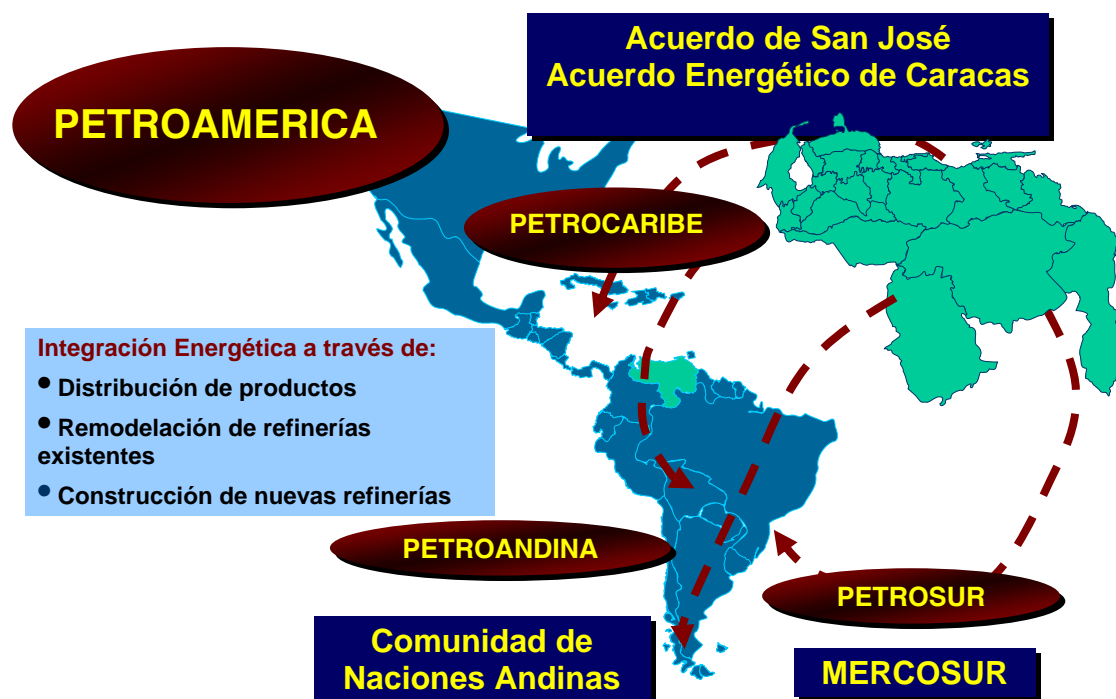 Acuerdo de San José
Acuerdo Energético de Caracas
PETROAMERICA
PETROCARIBE
Integración Energética a través de:
• Distribución de productos
• Remodelación de refinerías
existentes
• Construcción de nuevas refinerías
PETROANDINA
PETROSUR
Comunidad de
Naciones Andinas
MERCOSUR